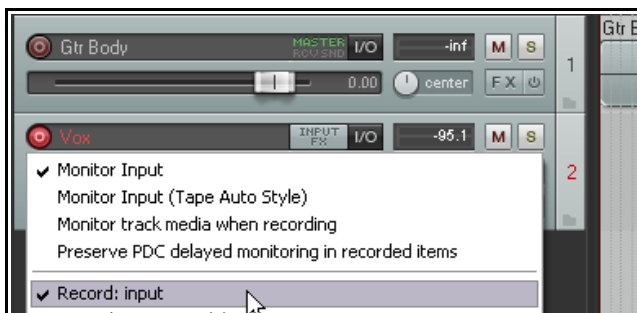 Gtr Body MASTER RCV SND I/O -inf M S Gtr
0.00 center FX 1
Vox INPUT FX I/O -95.1 M S
2
✓ Monitor Input
Monitor Input (Tape Auto Style)
Monitor track media when recording
Preserve PDC delayed monitoring in recorded items
✓ Record: input